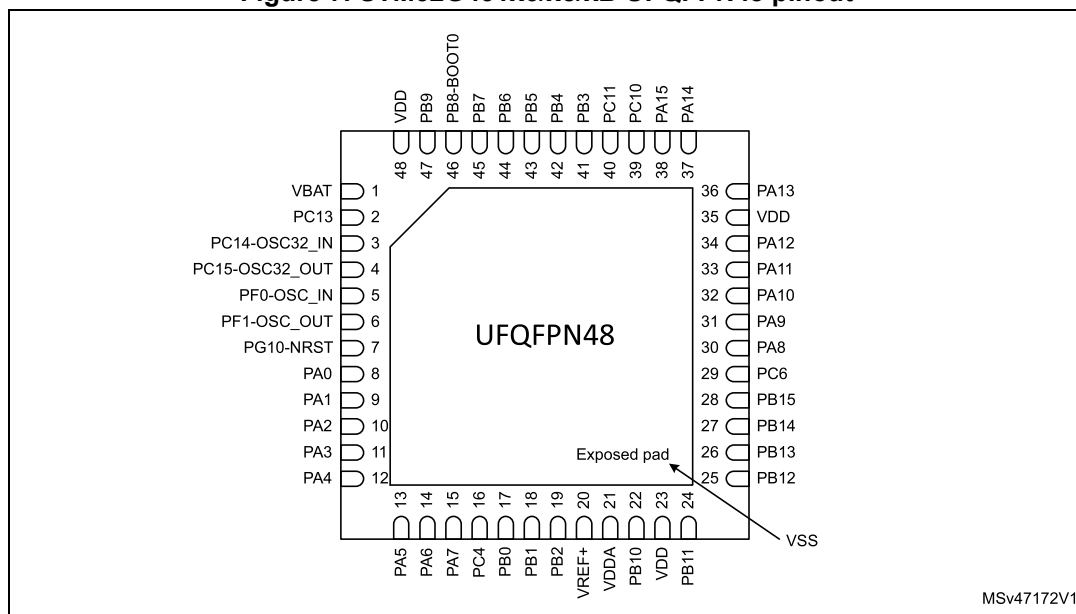 VDD PB9 PB8-BOOT0 PB7 PB6 PB5 PB4 PB3 PC11 PC10 PA15 PA14
48 47 46 45 44 43 42 41 40 39 38 37
VBAT 1 36 PA13
PC13 2 35 VDD
PC14-OSC32_IN 3 34 PA12
PC15-OSC32_OUT 4 33 PA11
PF0-OSC_IN 5 32 PA10
PF1-OSC_OUT 6 31 PA9
UFQFPN48
PG10-NRST 7 30 PA8
PA0 8 29 PC6
PA1 9 28 PB15
PA2 10 27 PB14
PA3 11 Exposed pad 26 PB13
PA4 12 25 PB12
13 14 15 16 17 18 19 20 21 22 23 24
VSS
PA5 PA6 PA7 PC4 PB0 PB1 PB2 VREF+ VDDA PB10 VDD PB11
MSv47172V1